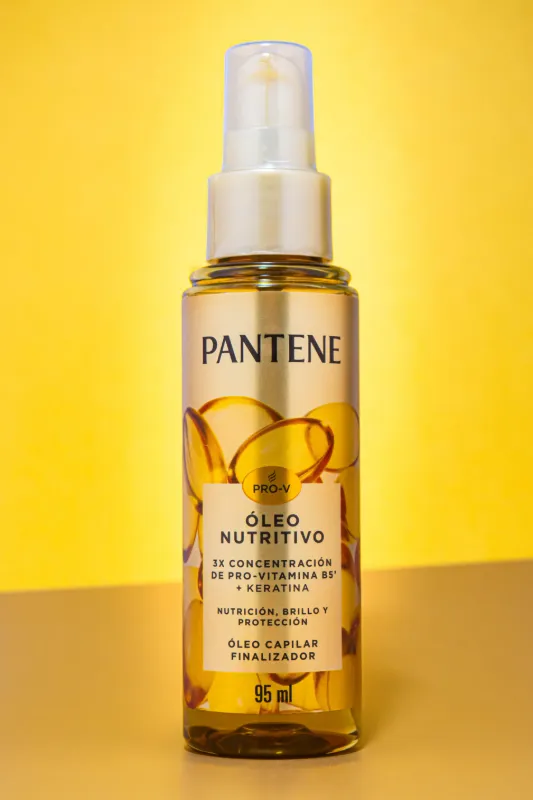 PANTENE
PRO-V
ÓLEO
NUTRITIVO
3X CONCENTRACIÓN
DE PRO-VITAMINA B5'
+ KERATINA
NUTRICIÓN, BRILLO Y
PROTECCIÓN
ÓLEO CAPILAR
FINALIZADOR
95 ml